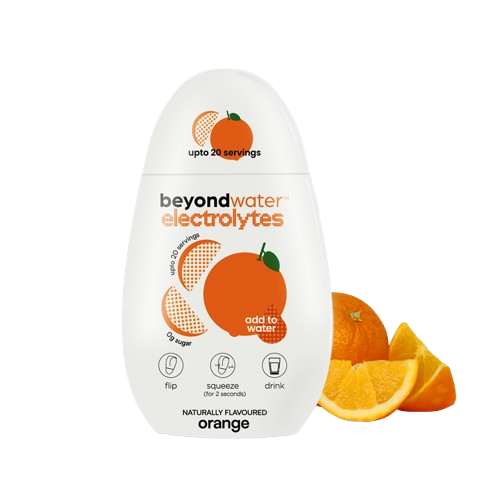 upto 20 servings
beyondwater™
electrolytes
upto 20 servings
0g sugar
add to
water
flip
squeeze
(for 2 seconds)
drink
NATURALLY FLAVOURED
orange